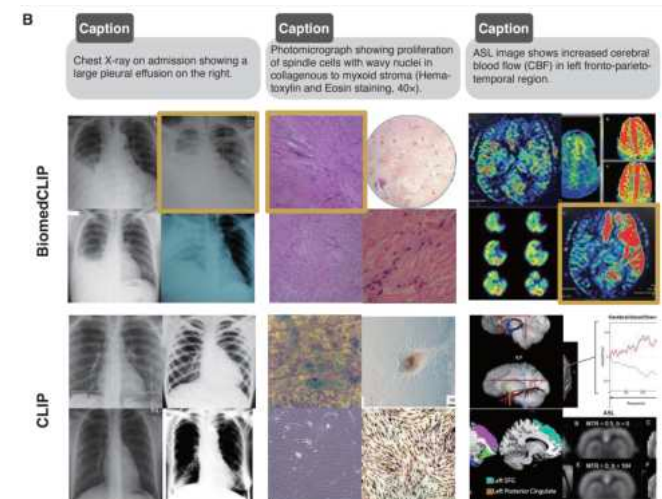 B
Caption
Chest X-ray on admission showing a
large pleural effusion on the right.
Caption
Photomicrograph showing proliferation
of spindle cells with wavy nuclei in
collagenous to myxoid stroma (Hema-
toxylin and Eosin staining, 40×).
Caption
ASL image shows increased cerebral
blood flow (CBF) in left fronto-parieto-
temporal region.
BiomedCLIP
CLIP
ASL
Left SFC
Left Posterior Cingulate